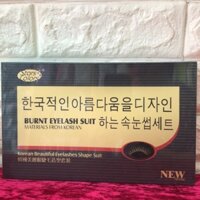 한국적인아름다움을디자인
BURNT EYELASH SUIT 하는 속눈썹세트
MATERIALS FROM KOREAN
Korean Beautiful Eyelashes Shape Suit
NEW